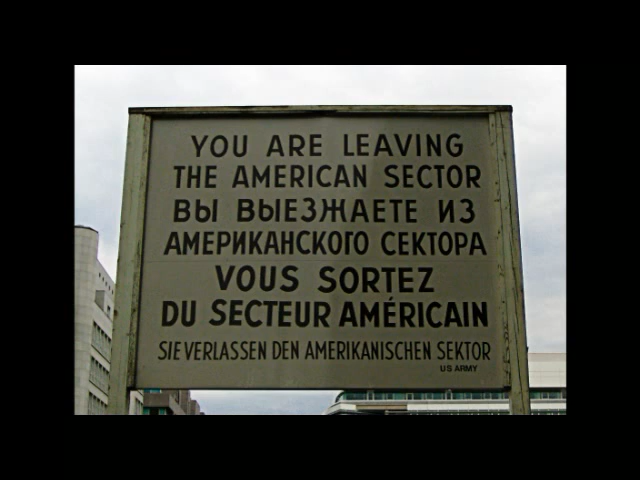 YOU ARE LEAVING
THE AMERICAN SECTOR
ВЫ ВЫЕЗЖАЕТЕ ИЗ
АМЕРИКАНСКОГО СЕКТОРА
VOUS SORTEZ
DU SECTEUR AMÉRICAIN
SIE VERLASSEN DEN AMERIKANISCHEN SEKTOR
US ARMY